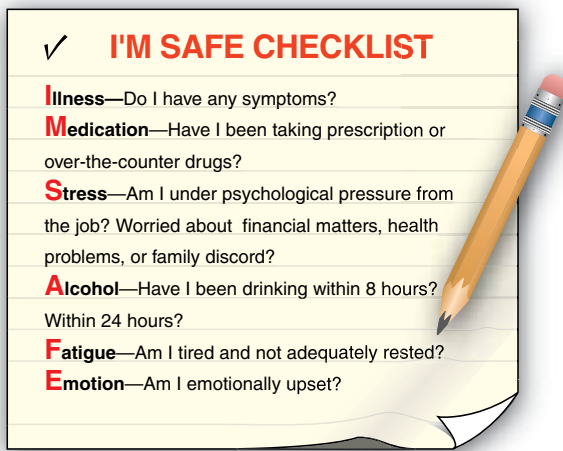 ✓ I'M SAFE CHECKLIST
Illness—Do I have any symptoms?
Medication—Have I been taking prescription or
over-the-counter drugs?
Stress—Am I under psychological pressure from
the job? Worried about financial matters, health
problems, or family discord?
Alcohol—Have I been drinking within 8 hours?
Within 24 hours?
Fatigue—Am I tired and not adequately rested?
Emotion—Am I emotionally upset?